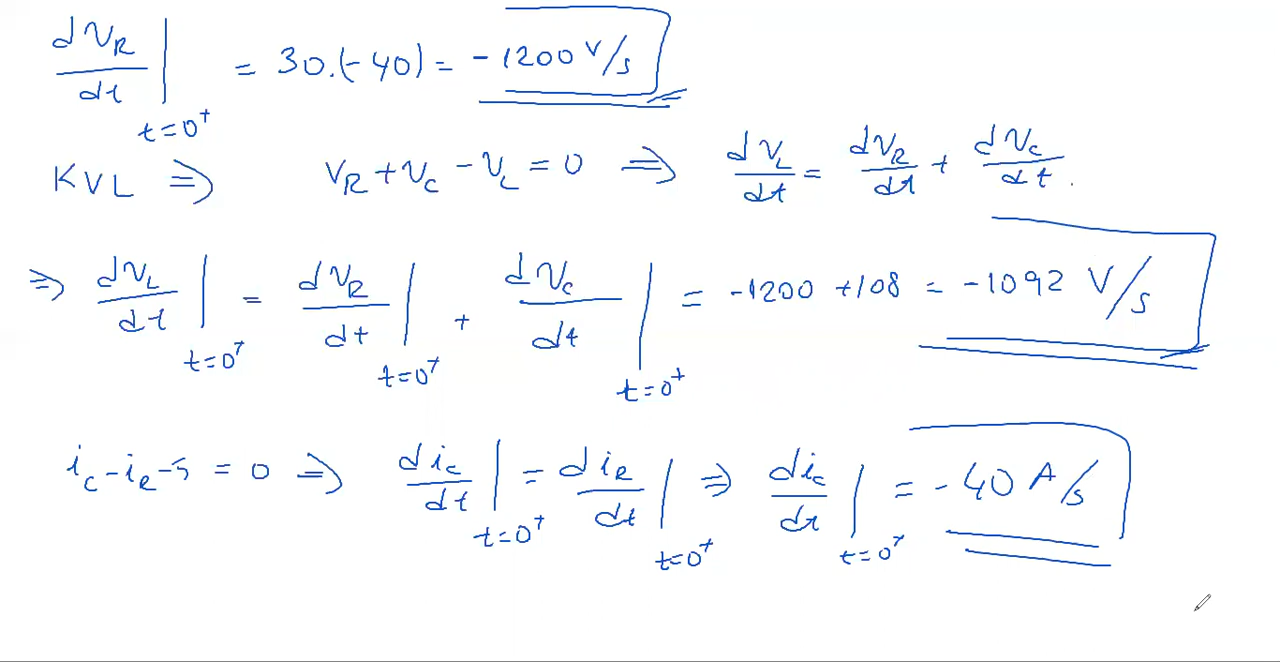 dv_R/dt |_{t=0⁺} = 30.(-40) = -1200 V/s
KVL ⇒ V_R + v_c - v_L = 0 ⇒ dv_L/dt = dv_R/dt + dv_c/dt.
⇒ dv_L/dt |_{t=0⁺} = dv_R/dt |_{t=0⁺} + dv_c/dt |_{t=0⁺} = -1200 + 108 = -1092 V/s
i_c - i_R - 5 = 0 ⇒ di_c/dt |_{t=0⁺} = di_R/dt |_{t=0⁺} ⇒ di_c/dt |_{t=0⁺} = -40 A/s